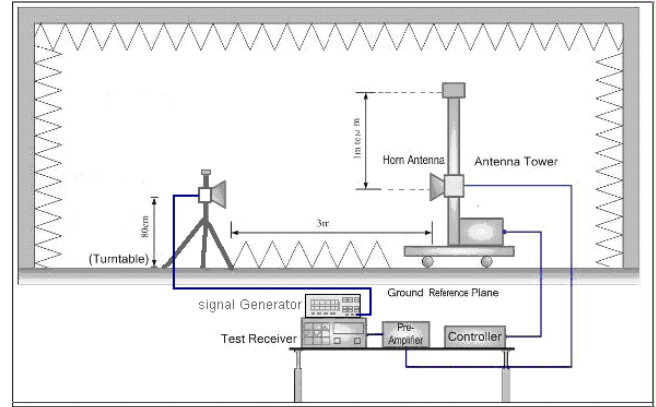 1m to 4 m
Horn Antenna
Antenna Tower
80cm
3m
(Turntable)
Ground Reference Plane
signal Generator
Test Receiver
Pre-
Amplifier
Controller